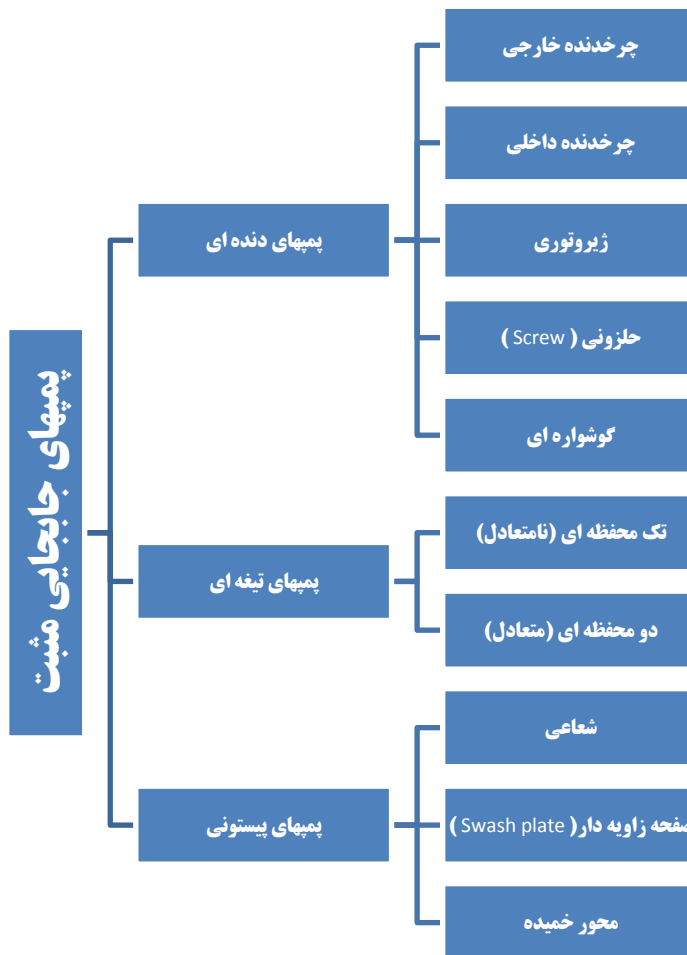 پمپهای جابجایی مثبت
پمپهای دنده ای
چرخدنده خارجی
چرخدنده داخلی
ژیروتوری
حلزونی ( Screw )
گوشواره ای
پمپهای تیغه ای
تک محفظه ای (نامتعادل)
دو محفظه ای (متعادل)
پمپهای پیستونی
شعاعی
صفحه زاویه دار ( Swash plate )
محور خمیده